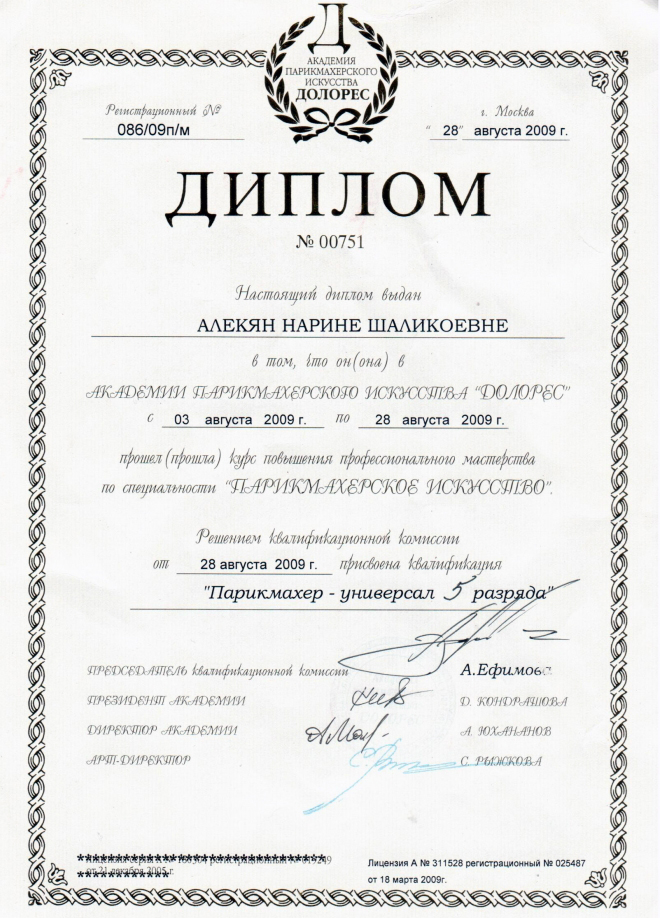 Д
АКАДЕМИЯ
ПАРИКМАХЕРСКОГО
ИСКУССТВА
ДОЛОРЕС
Регистрационный №
086/09п/м
г. Москва
" 28" августа 2009 г.
ДИПЛОМ
№ 00751
Настоящий диплом выдан
АЛЕКЯН НАРИНЕ ШАЛИКОЕВНЕ
в том, что он(она) в
АКАДЕМИИ ПАРИКМАХЕРСКОГО ИСКУССТВА "ДОЛОРЕС"
с 03 августа 2009 г. по 28 августа 2009 г.
прошел(прошла) курс повышения профессионального мастерства
по специальности "ПАРИКМАХЕРСКОЕ ИСКУССТВО".
Решением квалификационной комиссии
от 28 августа 2009 г. присвоена квалификация
"Парикмахер - универсал 5 разряда"
ПРЕДСЕДАТЕЛЬ квалификационной комиссии А.Ефимова
ПРЕЗИДЕНТ АКАДЕМИИ Д. КОНДРАШОВА
ДИРЕКТОР АКАДЕМИИ А. ЮХАНАНОВ
АРТ-ДИРЕКТОР С. РЫЖКОВА
от 21 декабря 2005 г.
Лицензия А № 311528 регистрационный № 025487
от 18 марта 2009г.